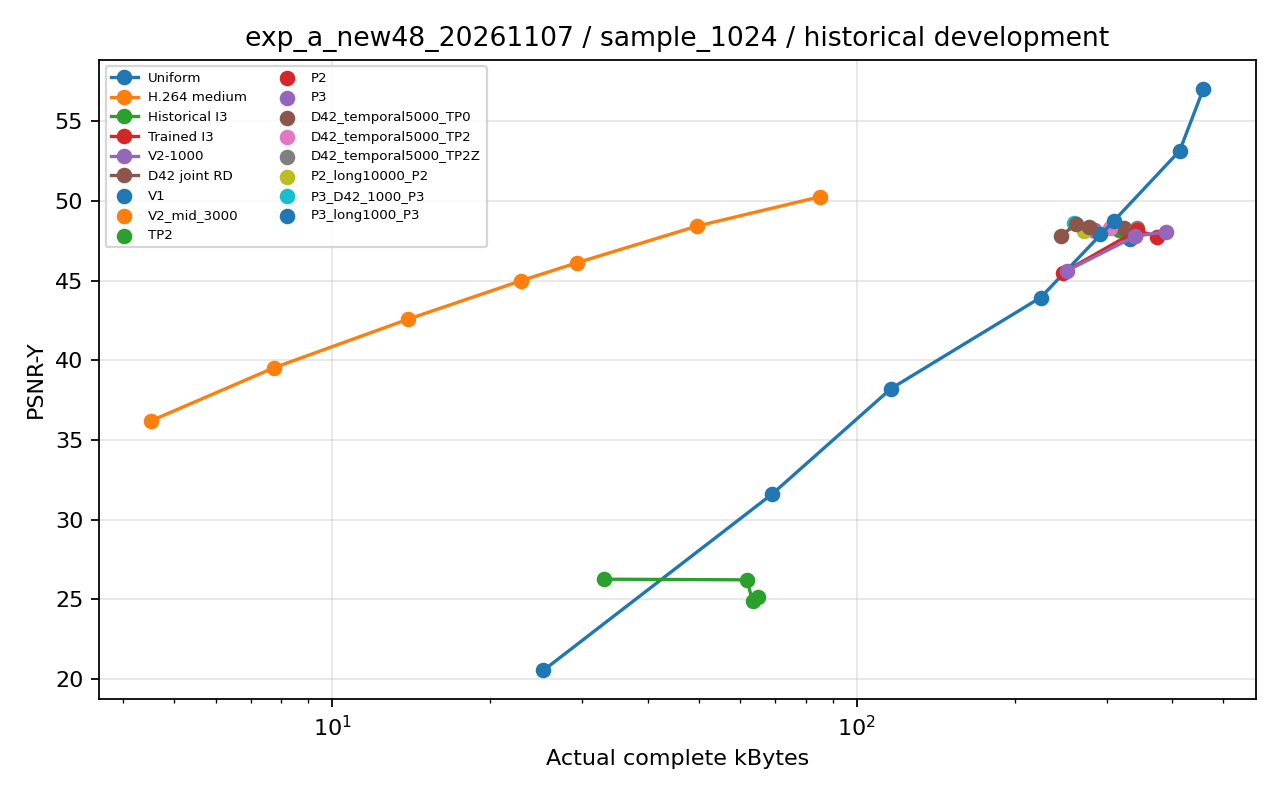 exp_a_new48_20261107 / sample_1024 / historical development
Uniform
H.264 medium
Historical I3
Trained I3
V2-1000
D42 joint RD
V1
V2_mid_3000
TP2
P2
P3
D42_temporal5000_TP0
D42_temporal5000_TP2
D42_temporal5000_TP2Z
P2_long10000_P2
P3_D42_1000_P3
P3_long1000_P3
PSNR-Y
55
50
45
40
35
30
25
20
10¹
10²
Actual complete kBytes